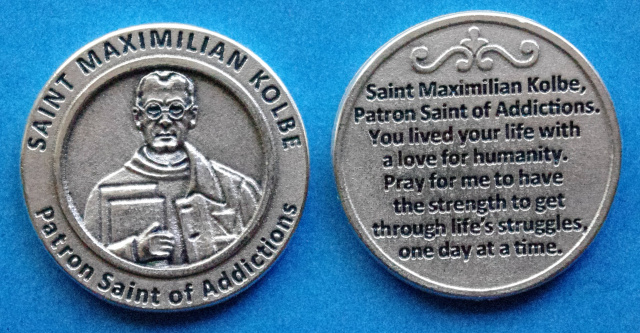 SAINT MAXIMILIAN KOLBE
Patron Saint of Addictions
Saint Maximilian Kolbe,
Patron Saint of Addictions.
You lived your life with
a love for humanity.
Pray for me to have
the strength to get
through life's struggles,
one day at a time.